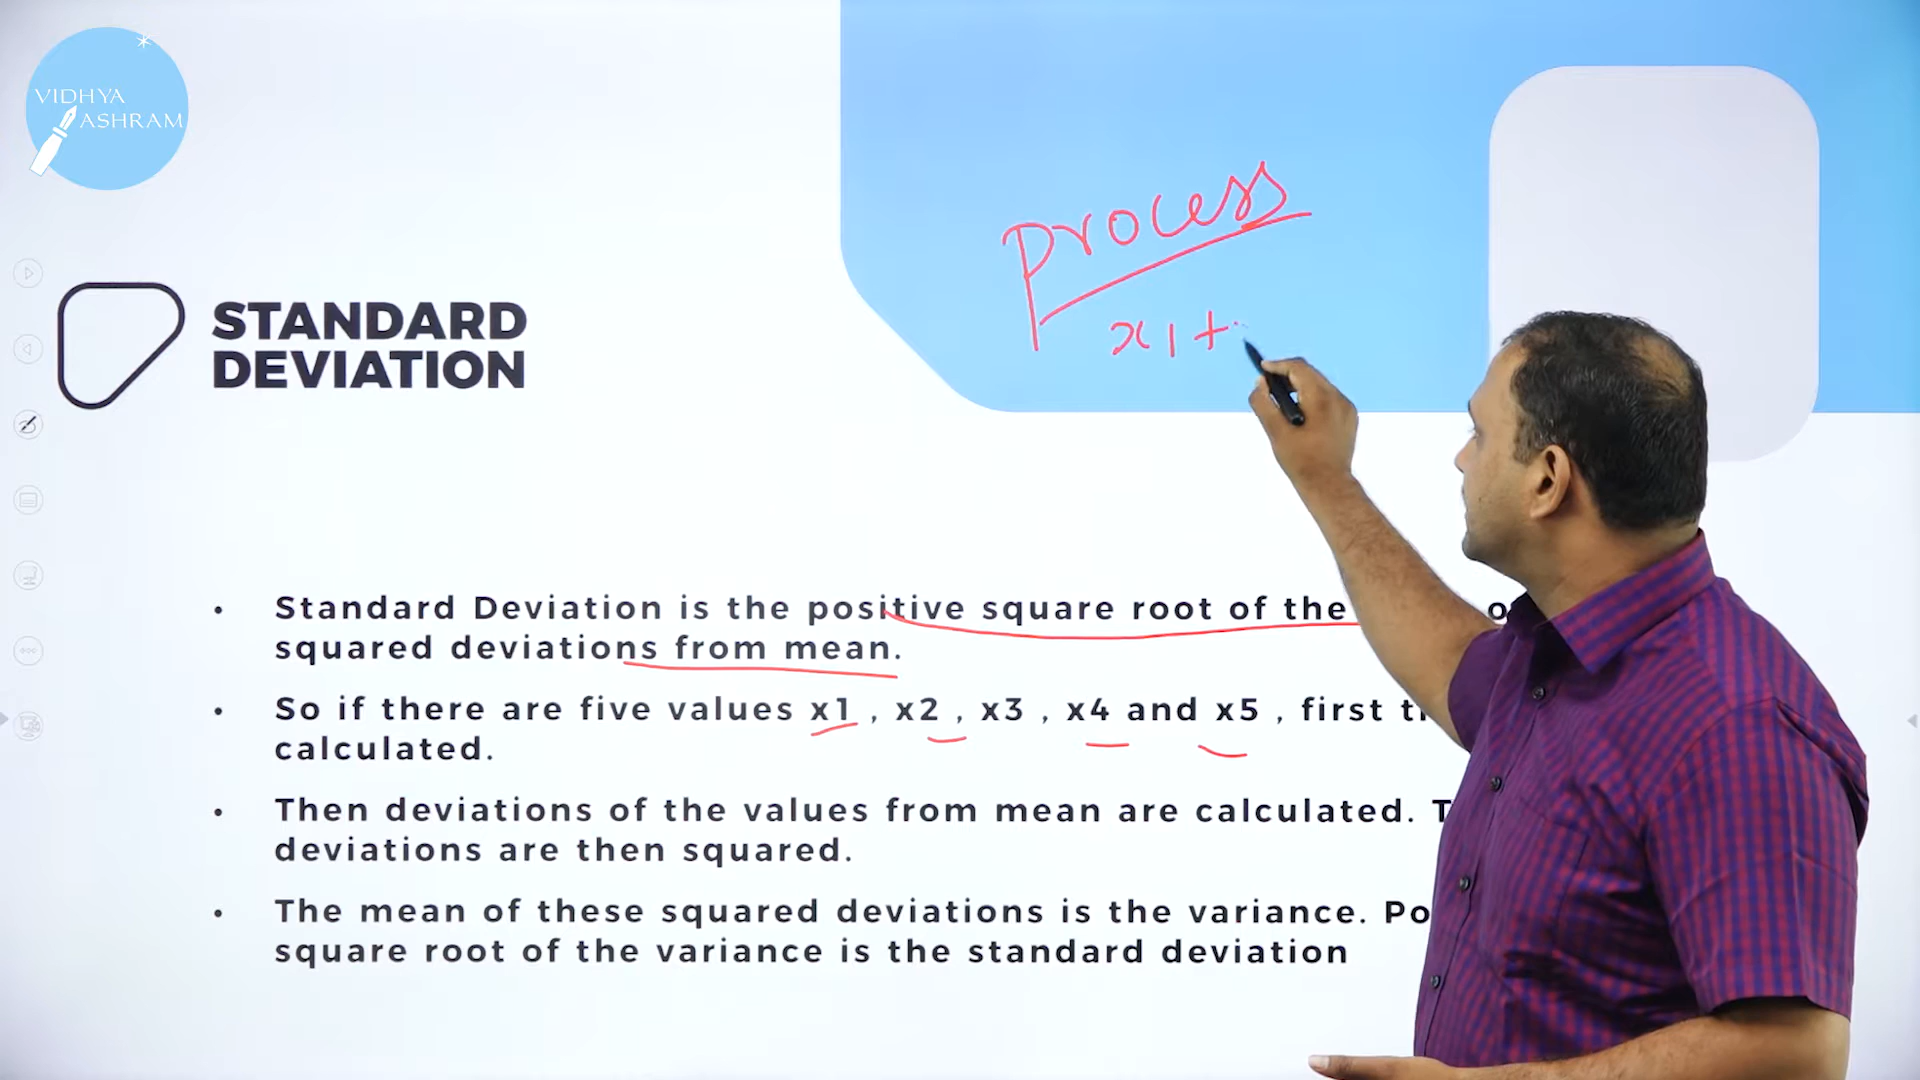 VIDHYA
ASHRAM
process
x1 +
STANDARD
DEVIATION
• Standard Deviation is the positive square root of the
squared deviations from mean.
• So if there are five values x1 , x2 , x3 , x4 and x5 , first
calculated.
• Then deviations of the values from mean are calculated.
deviations are then squared.
• The mean of these squared deviations is the variance.
square root of the variance is the standard deviation